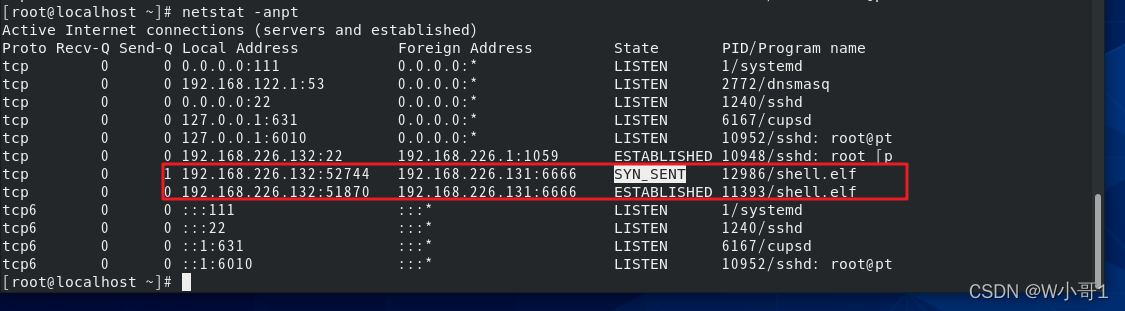 [root@localhost ~]# netstat -anpt
Active Internet connections (servers and established)
Proto Recv-Q Send-Q Local Address           Foreign Address         State       PID/Program name
tcp        0      0 0.0.0.0:111             0.0.0.0:*               LISTEN      1/systemd
tcp        0      0 192.168.122.1:53        0.0.0.0:*               LISTEN      2772/dnsmasq
tcp        0      0 0.0.0.0:22              0.0.0.0:*               LISTEN      1240/sshd
tcp        0      0 127.0.0.1:631           0.0.0.0:*               LISTEN      6167/cupsd
tcp        0      0 127.0.0.1:6010          0.0.0.0:*               LISTEN      10952/sshd: root@pt
tcp        0      0 192.168.226.132:22      192.168.226.1:1059      ESTABLISHED 10948/sshd: root [p
tcp        0      1 192.168.226.132:52744   192.168.226.131:6666    SYN_SENT    12986/shell.elf
tcp        0      0 192.168.226.132:51870   192.168.226.131:6666    ESTABLISHED 11393/shell.elf
tcp6       0      0 :::111                  :::*                    LISTEN      1/systemd
tcp6       0      0 :::22                   :::*                    LISTEN      1240/sshd
tcp6       0      0 ::1:631                 :::*                    LISTEN      6167/cupsd
tcp6       0      0 ::1:6010                :::*                    LISTEN      10952/sshd: root@pt
[root@localhost ~]#
CSDN @W小哥1